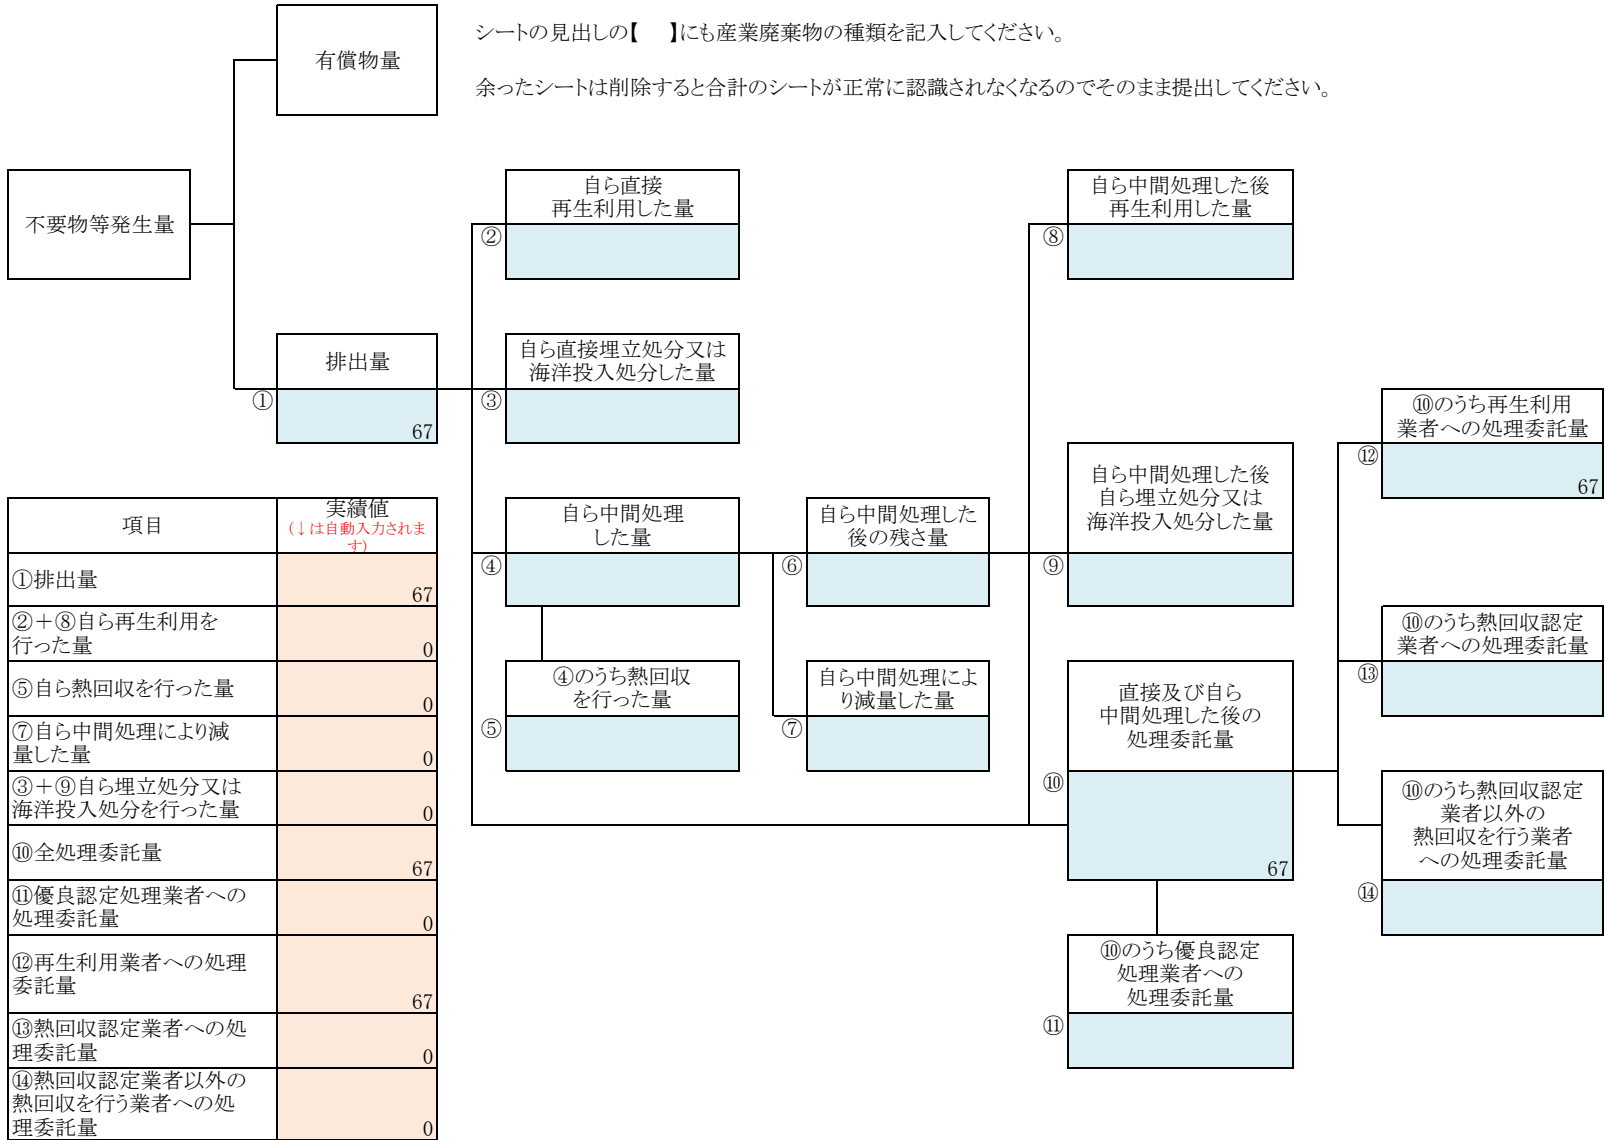 シートの見出しの【　】にも産業廃棄物の種類を記入してください。
有償物量
余ったシートは削除すると合計のシートが正常に認識されなくなるのでそのまま提出してください。
不要物等発生量
自ら直接
再生利用した量
②
自ら中間処理した後
再生利用した量
⑧
排出量
①
67
自ら直接埋立処分又は
海洋投入処分した量
③
⑩のうち再生利用
業者への処理委託量
⑫
67
自ら中間処理
した量
④
自ら中間処理した
後の残さ量
⑥
自ら中間処理した後
自ら埋立処分又は
海洋投入処分した量
⑨
⑩のうち熱回収認定
業者への処理委託量
⑬
④のうち熱回収
を行った量
⑤
自ら中間処理によ
り減量した量
⑦
直接及び自ら
中間処理した後の
処理委託量
⑩
67
⑩のうち熱回収認定
業者以外の
熱回収を行う業者
への処理委託量
⑭
⑩のうち優良認定
処理業者への
処理委託量
⑪
項目
実績値
(↓は自動入力されま
す)
①排出量
67
②＋⑧自ら再生利用を
行った量
0
⑤自ら熱回収を行った量
0
⑦自ら中間処理により減
量した量
0
③＋⑨自ら埋立処分又は
海洋投入処分を行った量
0
⑩全処理委託量
67
⑪優良認定処理業者への
処理委託量
0
⑫再生利用業者への処理
委託量
67
⑬熱回収認定業者への処
理委託量
0
⑭熱回収認定業者以外の
熱回収を行う業者への処
理委託量
0